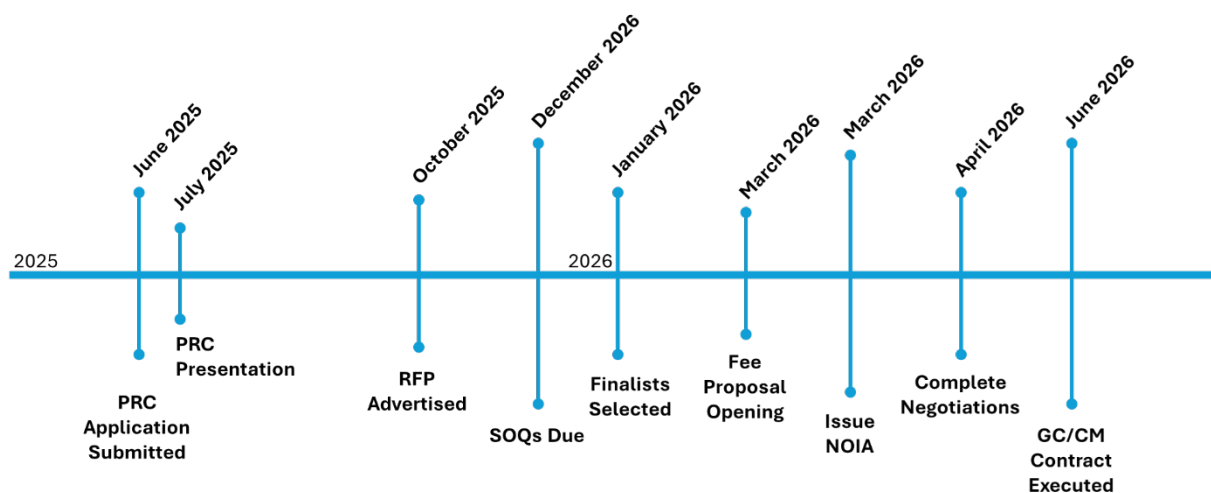 June 2025
July 2025
October 2025
December 2026
January 2026
March 2026
March 2026
April 2026
June 2026
2025
2026
PRC
Application
Submitted
PRC
Presentation
RFP
Advertised
SOQs Due
Finalists
Selected
Fee
Proposal
Opening
Issue
NOIA
Complete
Negotiations
GC/CM
Contract
Executed